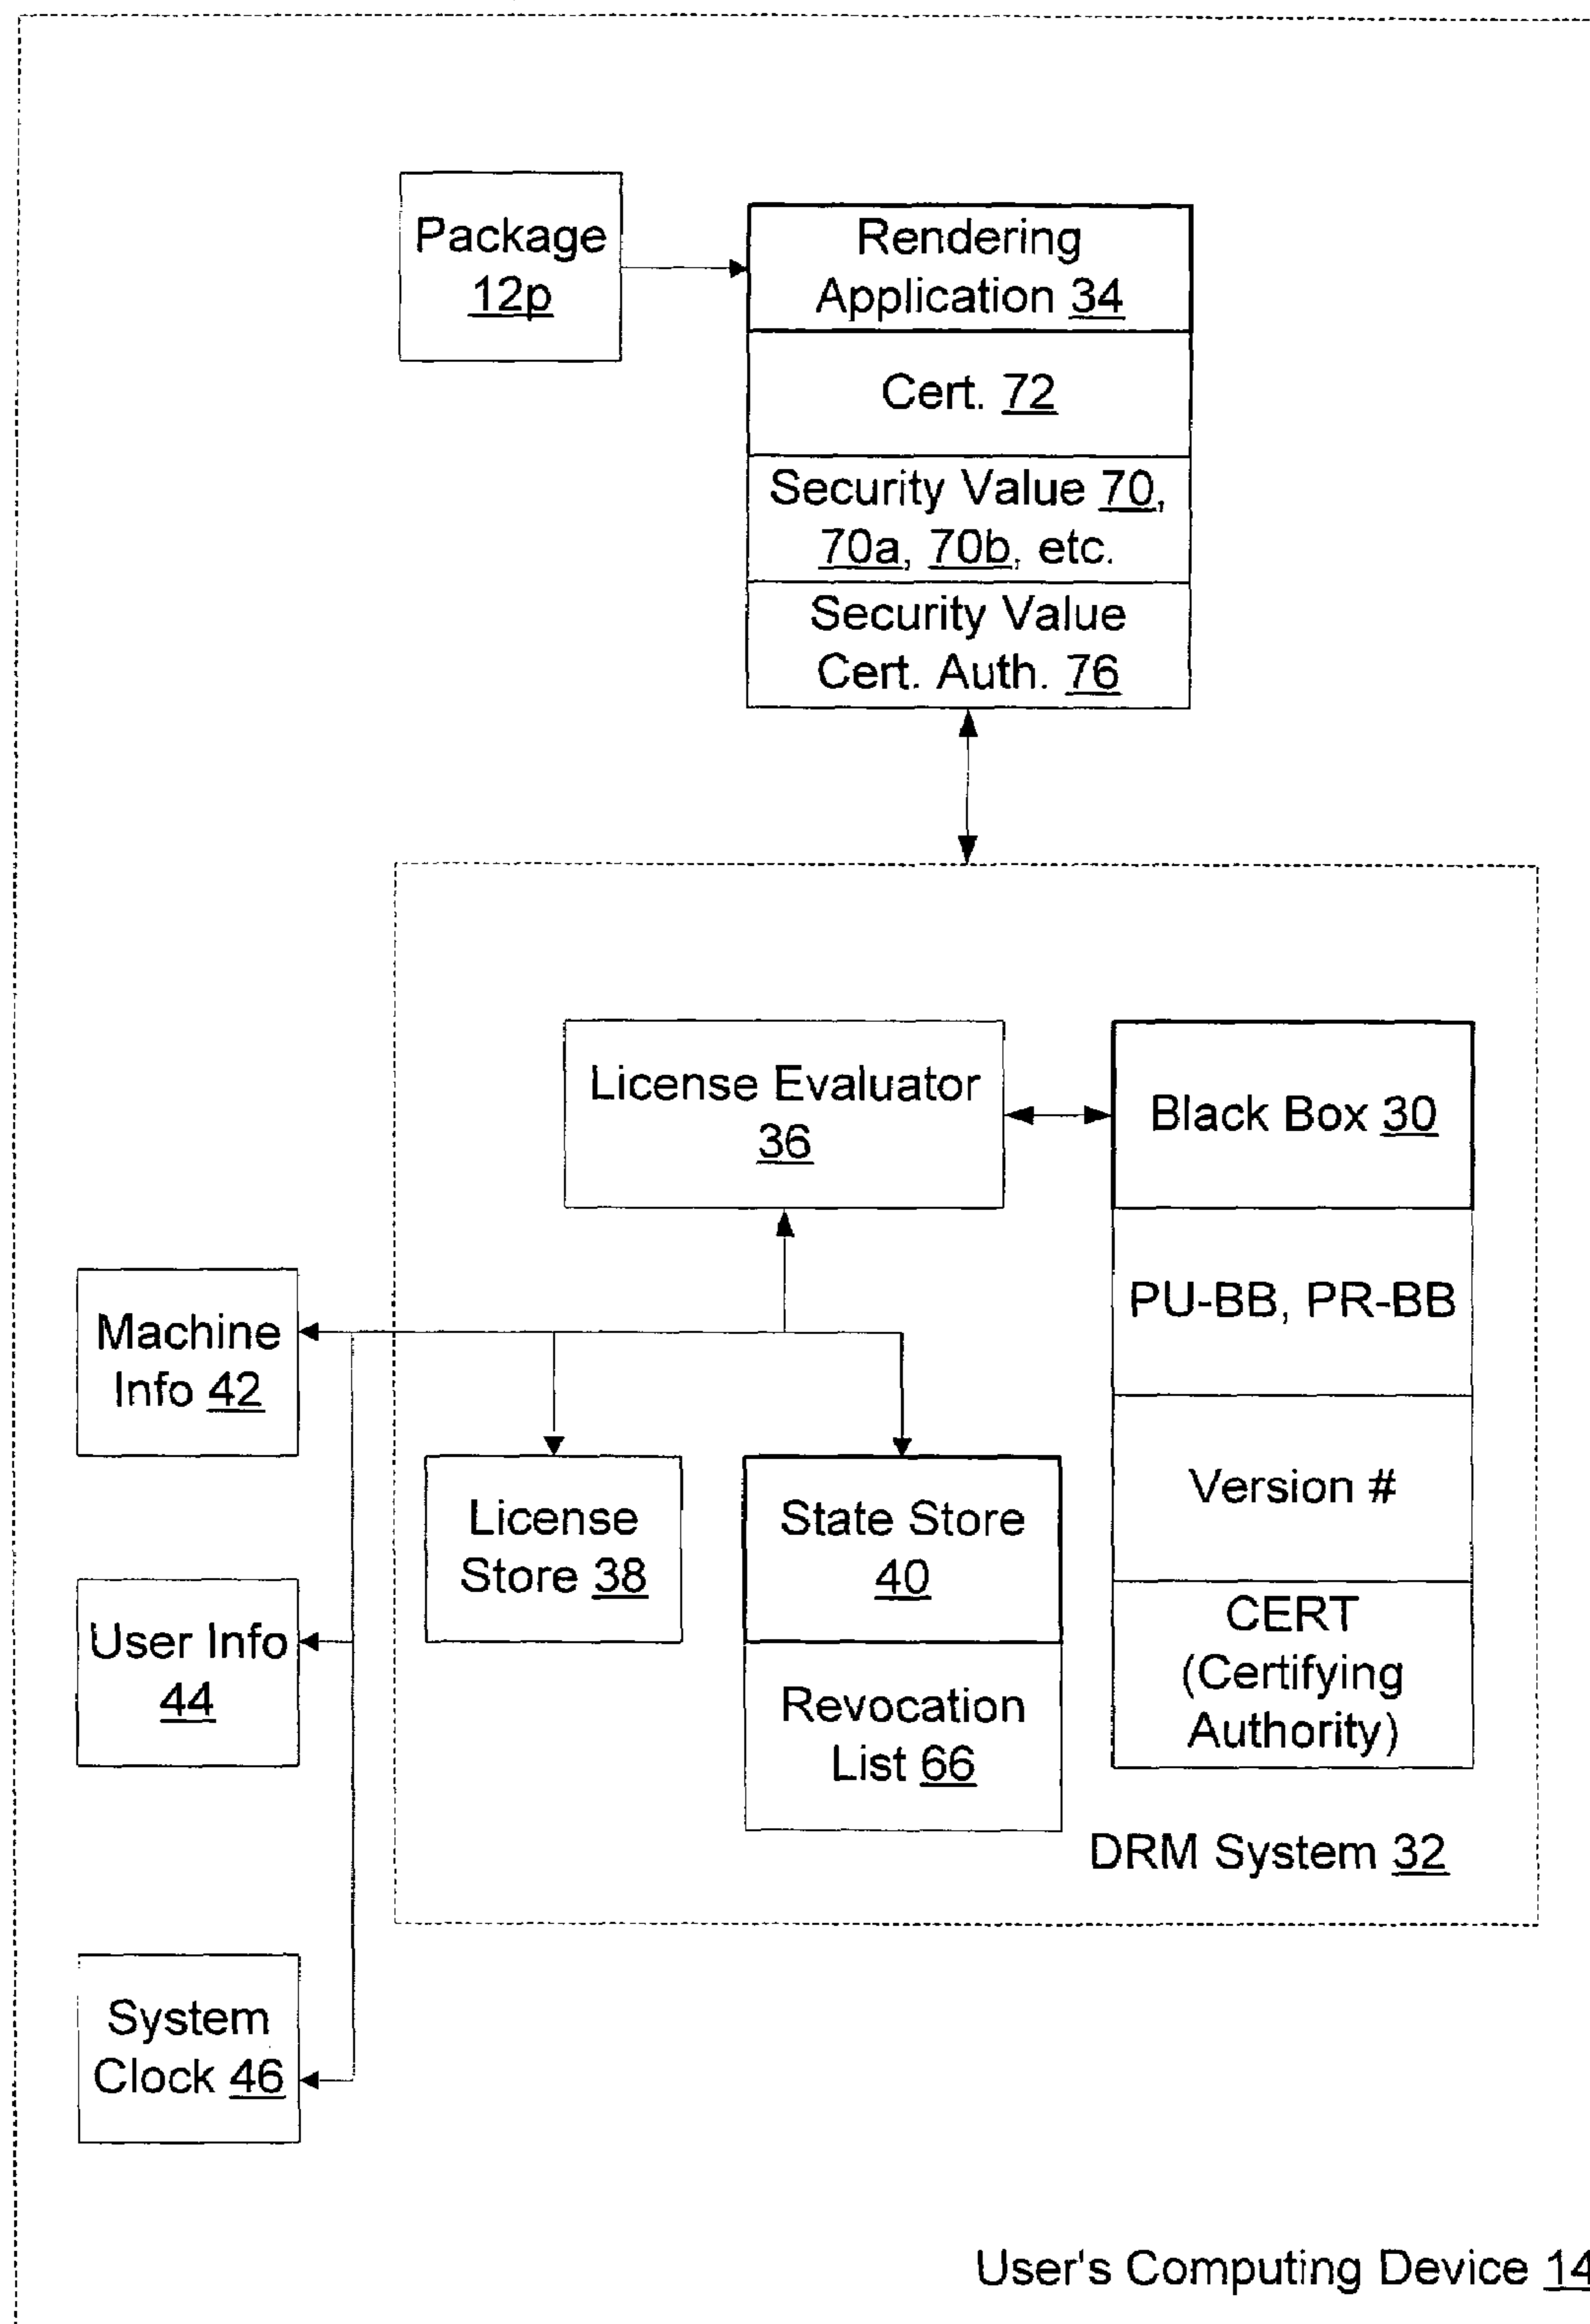 Package
12p
Rendering
Application 34
Cert. 72
Security Value 70,
70a, 70b, etc.
Security Value
Cert. Auth. 76
License Evaluator
36
Black Box 30
PU-BB, PR-BB
Version #
CERT
(Certifying
Authority)
Machine
Info 42
License
Store 38
State Store
40
Revocation
List 66
User Info
44
DRM System 32
System
Clock 46
User's Computing Device 14